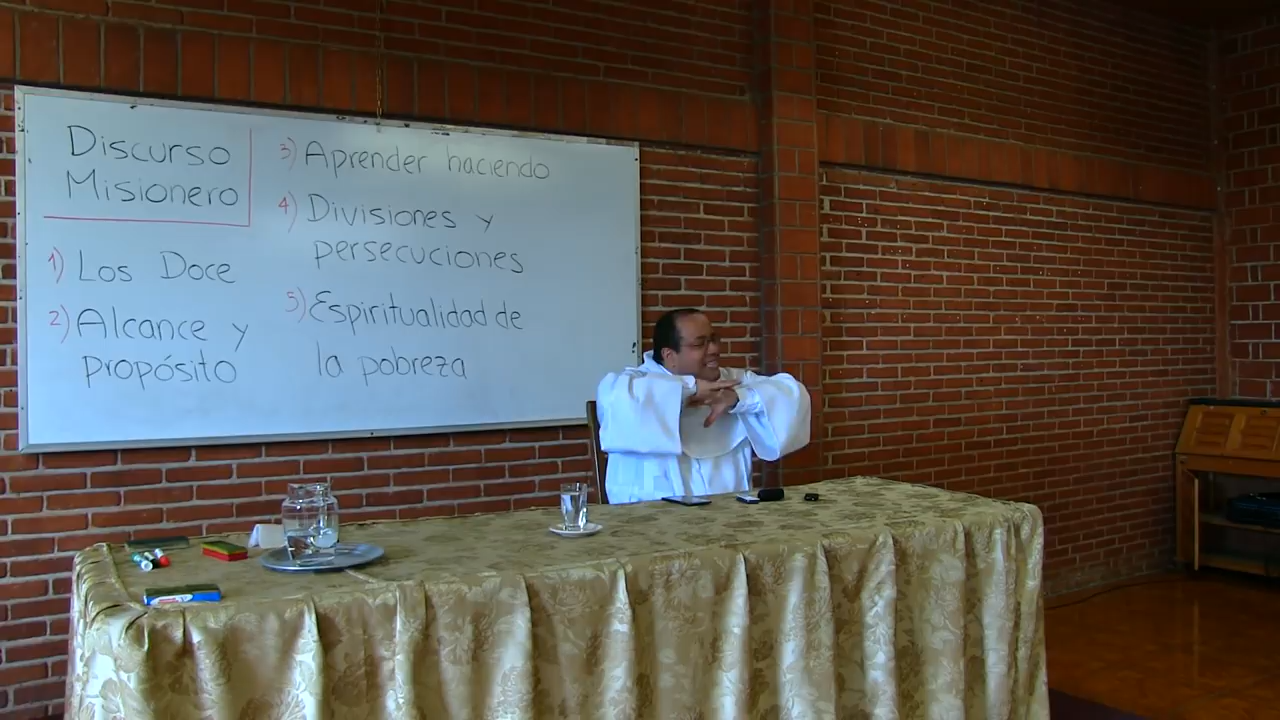 Discurso
Misionero
1) Los Doce
2) Alcance y
propósito
3) Aprender haciendo
4) Divisiones y
persecuciones
5) Espiritualidad de
la pobreza